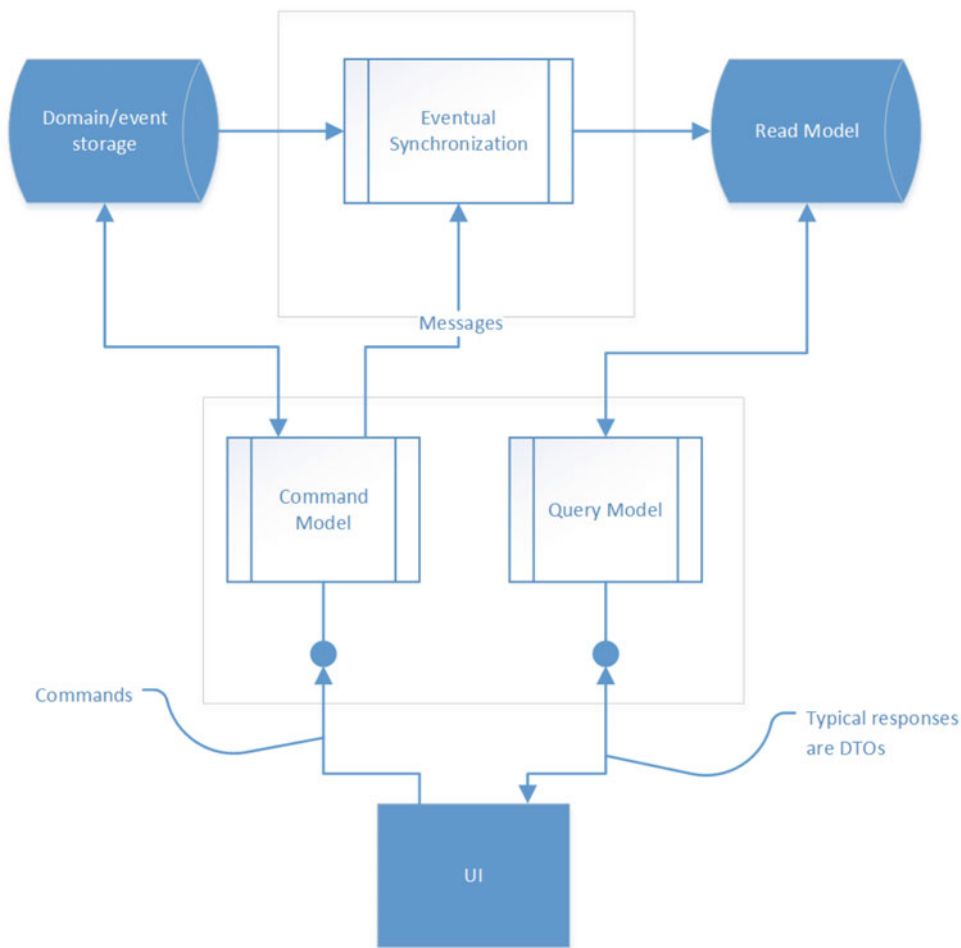 Domain/event
storage
Eventual
Synchronization
Read Model
Messages
Command
Model
Query Model
Commands
Typical responses
are DTOs
UI